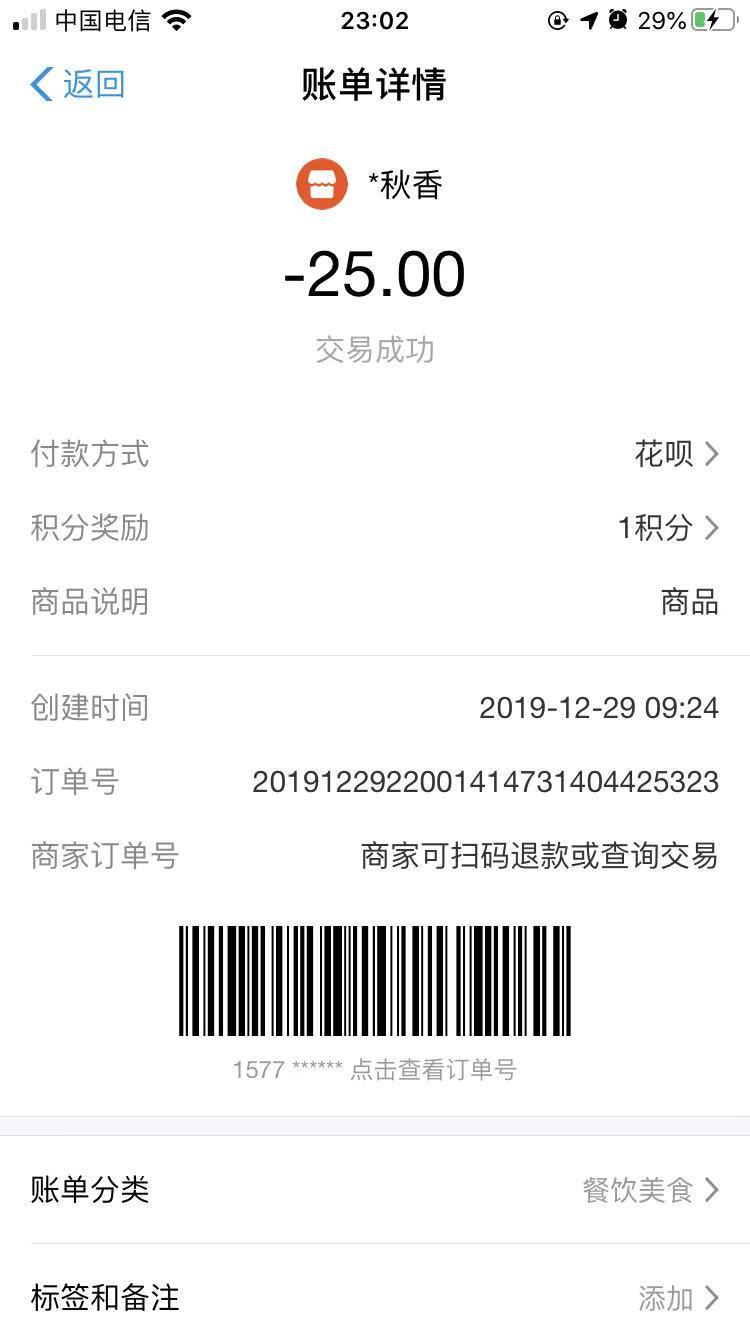 中国电信 23:02 29%
返回 账单详情
*秋香
-25.00
交易成功
付款方式 花呗
积分奖励 1积分
商品说明 商品
创建时间 2019-12-29 09:24
订单号 2019122922001414731404425323
商家订单号 商家可扫码退款或查询交易
1577 ****** 点击查看订单号
账单分类 餐饮美食
标签和备注 添加